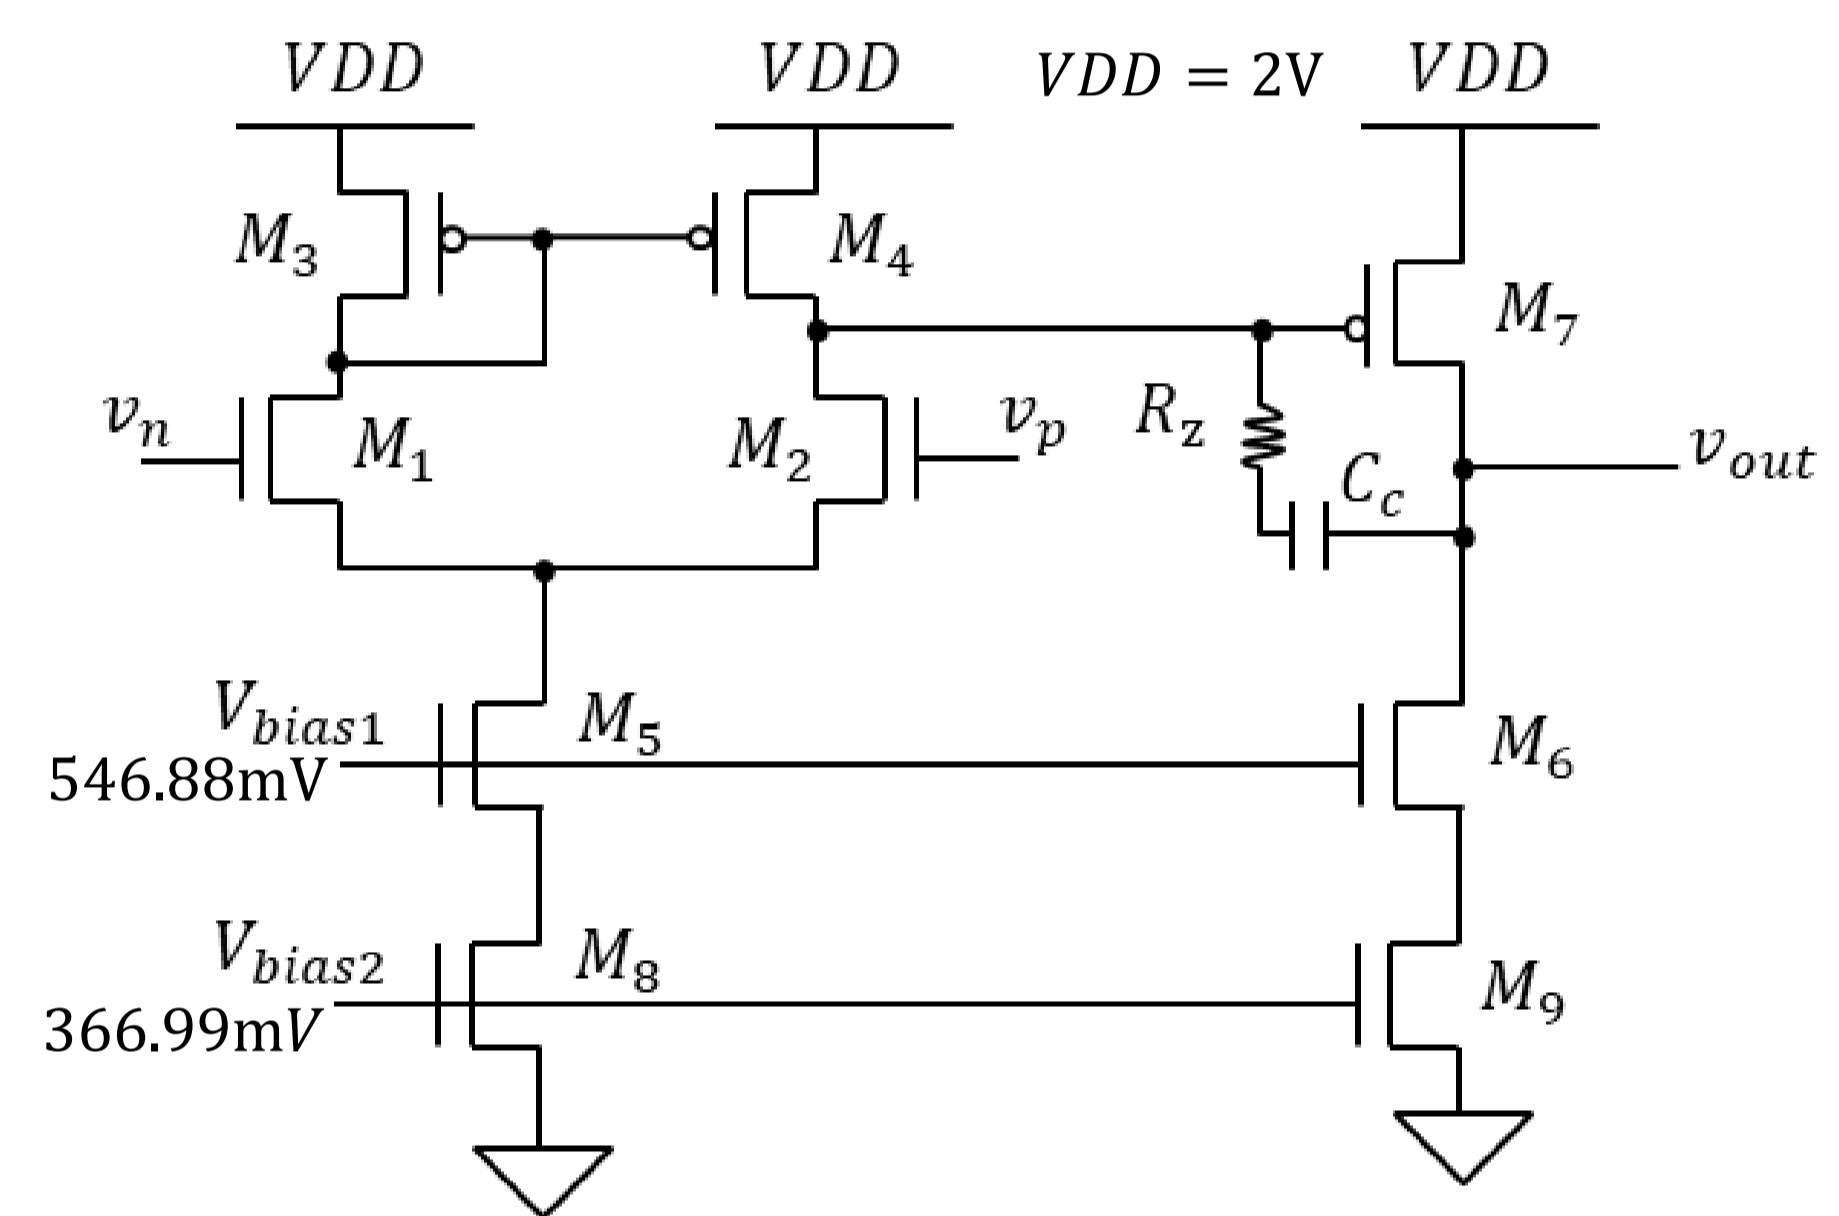 VDD
VDD
VDD = 2V
VDD
M3
M4
M7
vn
M1
M2
vp
Rz
Cc
vout
Vbias1
546.88mV
M5
M6
Vbias2
366.99mV
M8
M9